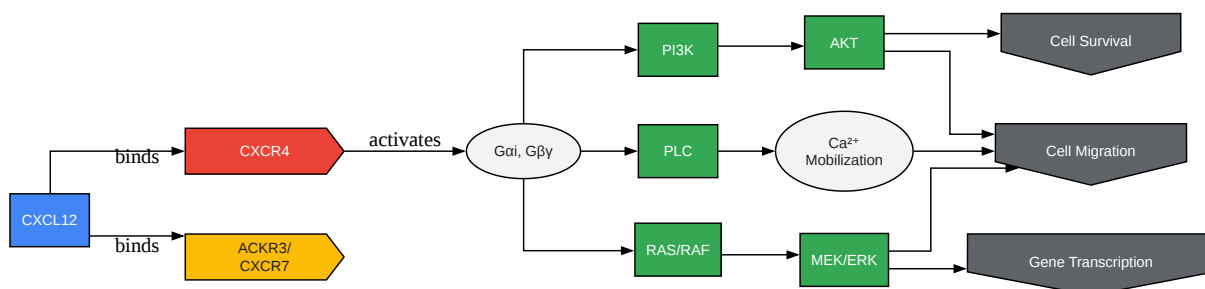 PI3K
AKT
Cell Survival
binds
CXCR4
activates
Gαi, Gβγ
PLC
Ca²⁺
Mobilization
Cell Migration
CXCL12
binds
ACKR3/
CXCR7
RAS/RAF
MEK/ERK
Gene Transcription